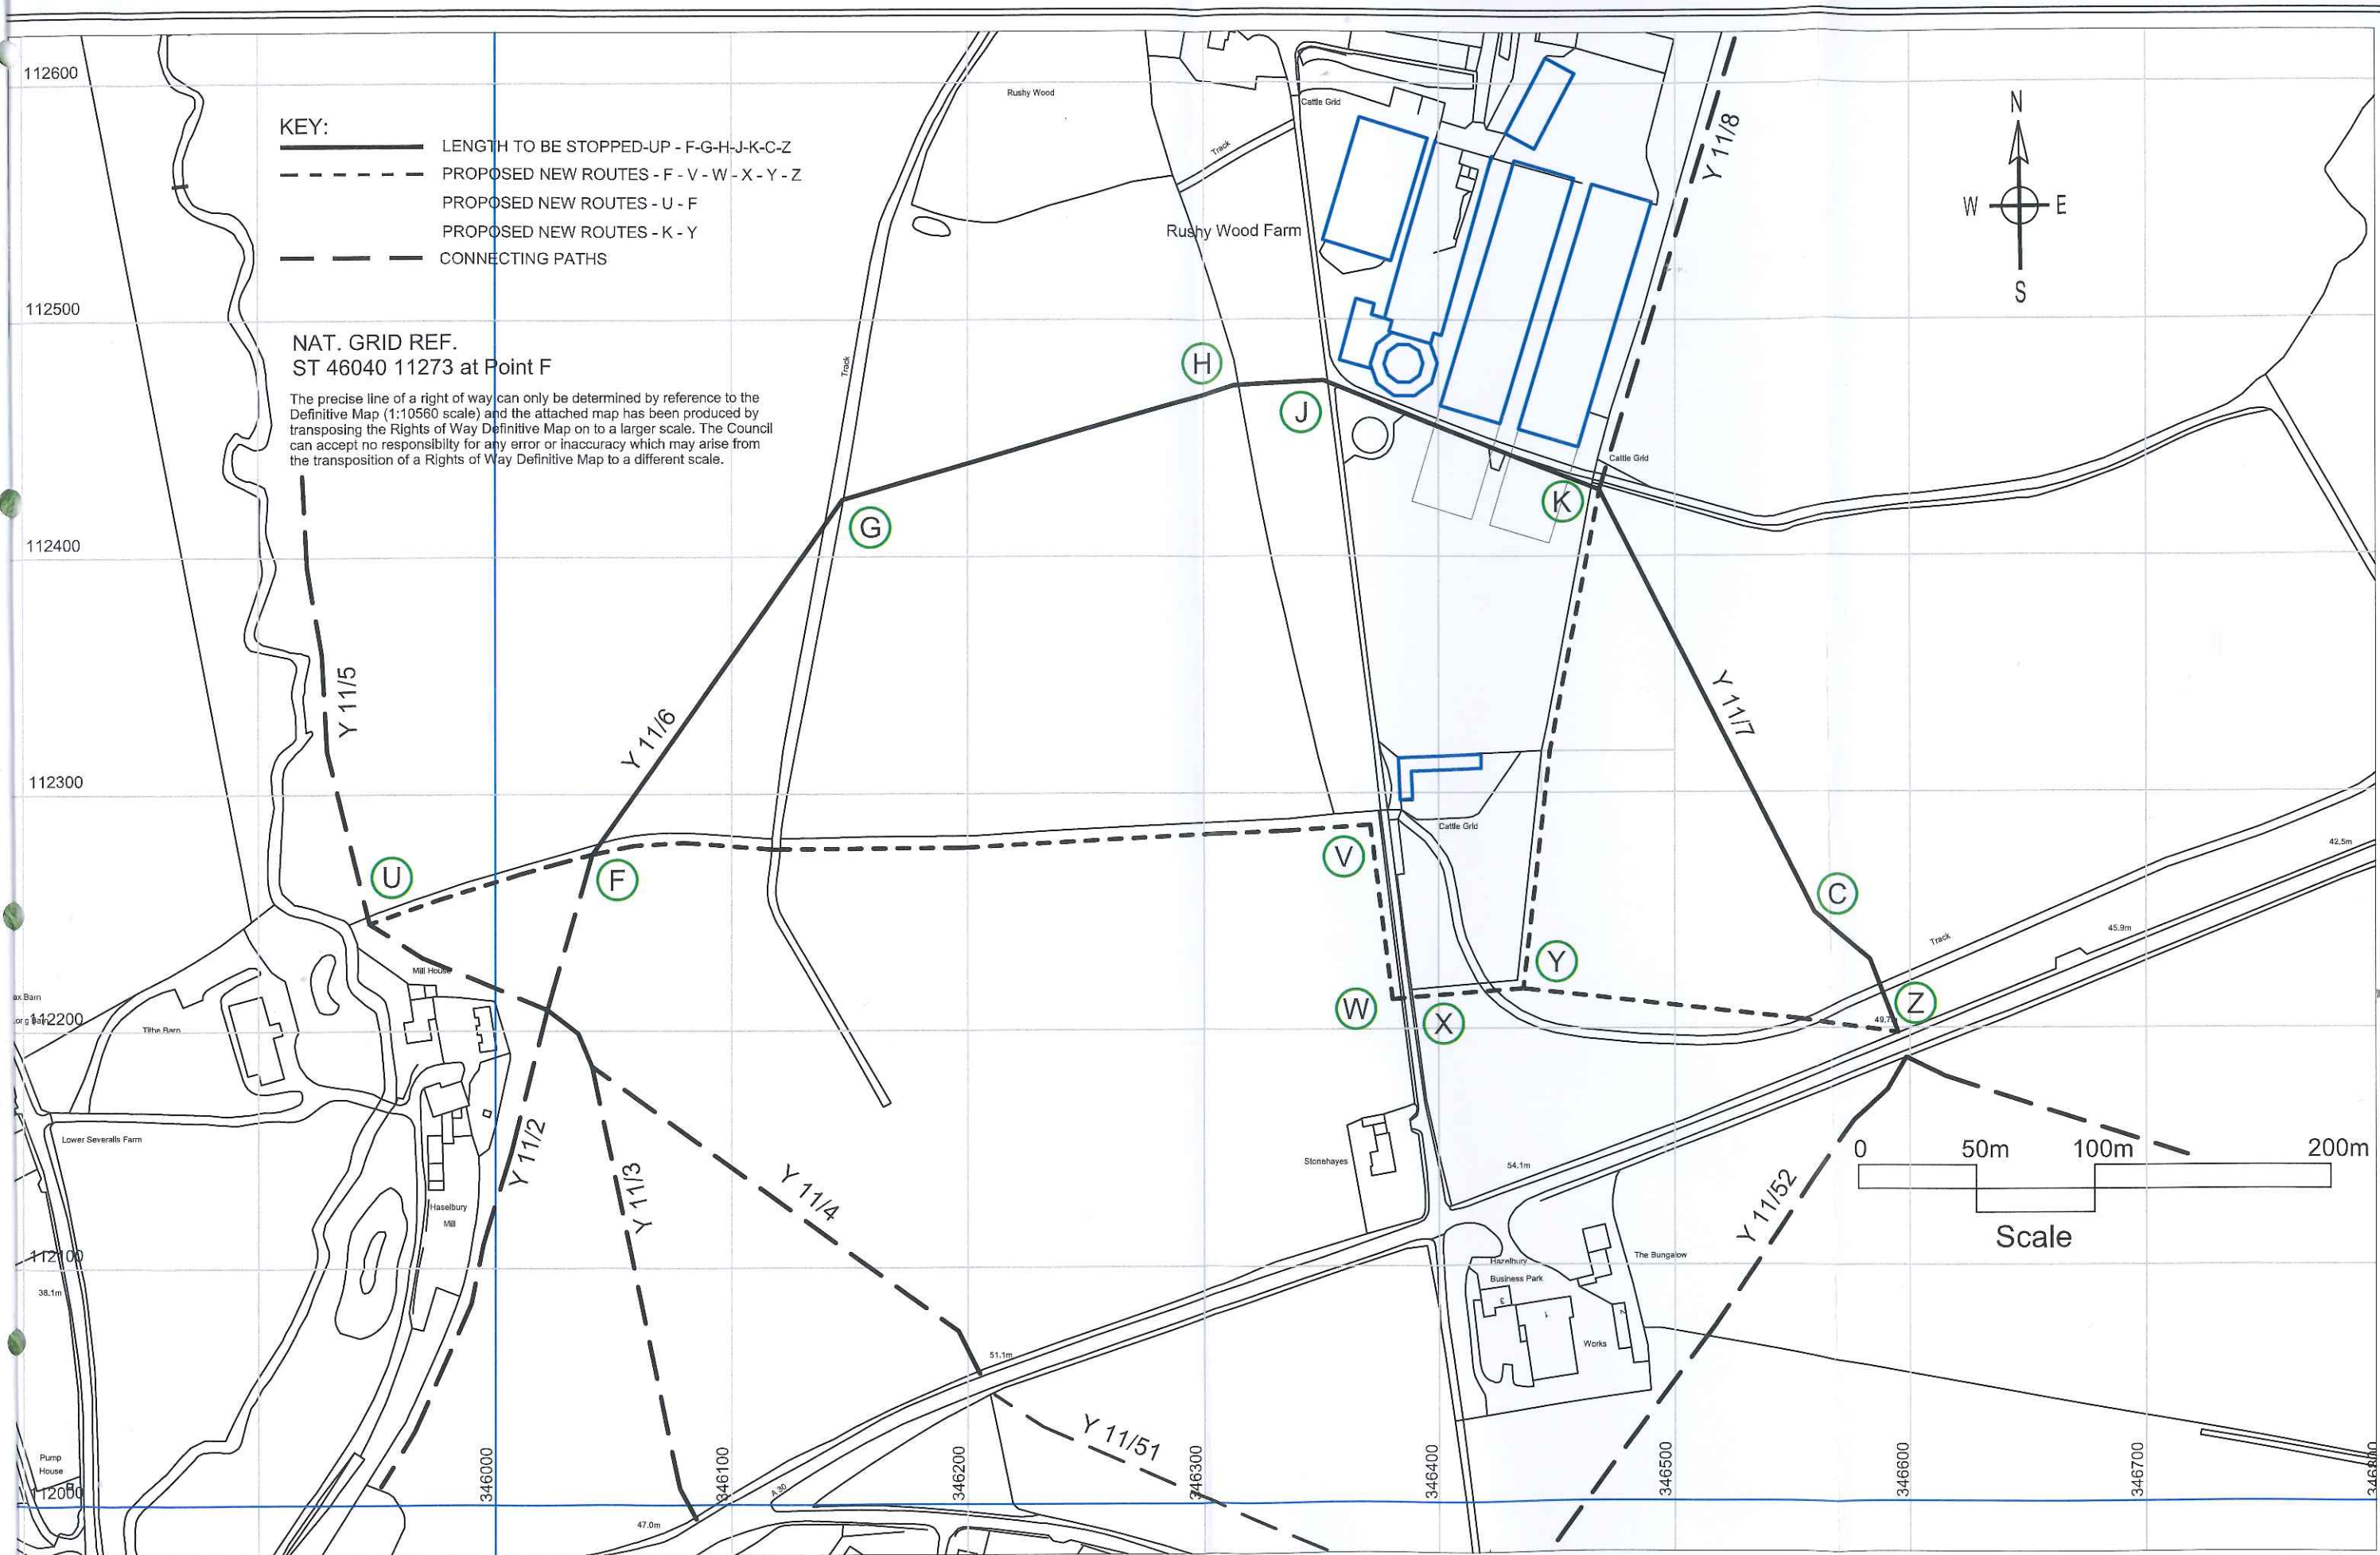 112600
KEY:
LENGTH TO BE STOPPED-UP - F-G-H-J-K-C-Z
PROPOSED NEW ROUTES - F - V - W - X - Y - Z
PROPOSED NEW ROUTES - U - F
PROPOSED NEW ROUTES - K - Y
CONNECTING PATHS
Rushy Wood
Cattle Grid
Track
Rushy Wood Farm
Y 11/8
N
W
E
S
112500
NAT. GRID REF.
ST 46040 11273 at Point F
The precise line of a right of way can only be determined by reference to the
Definitive Map (1:10560 scale) and the attached map has been produced by
transposing the Rights of Way Definitive Map on to a larger scale. The Council
can accept no responsibilty for any error or inaccuracy which may arise from
the transposition of a Rights of Way Definitive Map to a different scale.
Track
H
J
Cattle Grid
K
G
112400
Y 11/5
Y 11/6
Y 11/7
112300
Cattle Grid
42.5m
U
F
V
C
45.9m
Track
Y
Mill House
W
X
Z
112200
Tithe Barn
Lower Severalls Farm
Y 11/2
Y 11/3
Y 11/4
Stonehayes
54.1m
Y 11/52
0
50m
100m
200m
Scale
Haselbury
Mill
112100
38.1m
Hazelbury
Business Park
The Bungalow
3
1
2
Works
51.1m
Y 11/51
Pump
House
112000
A 30
47.0m
346000
346100
346200
346300
346400
346500
346600
346700